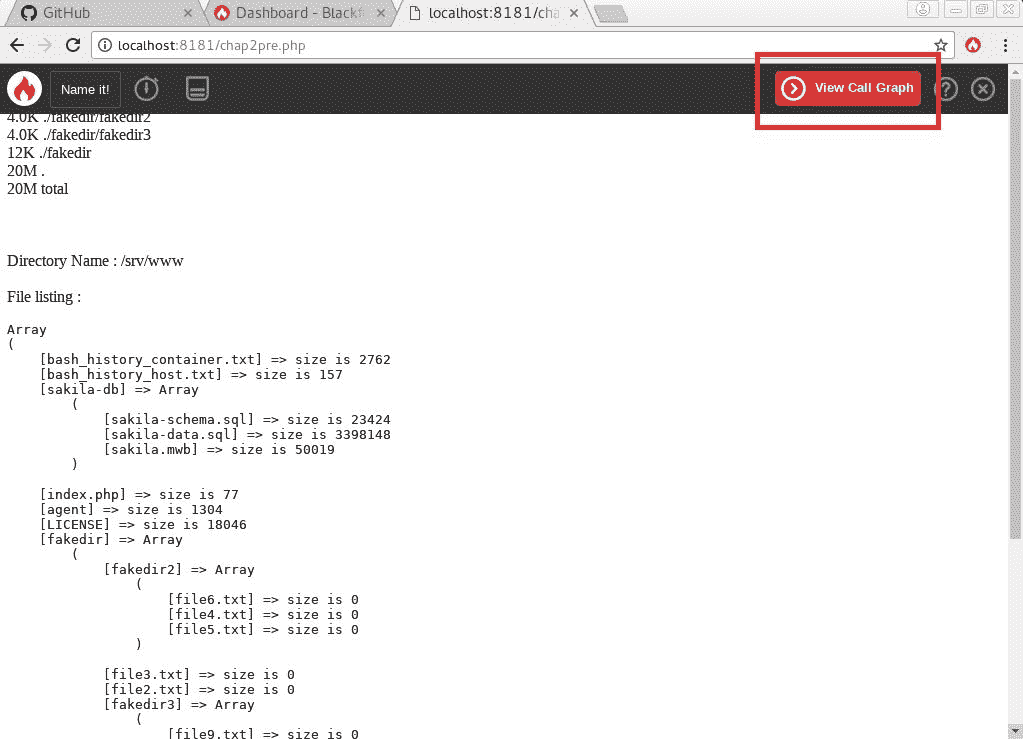 GitHub
Dashboard - Blackf
localhost:8181/cha
localhost:8181/chap2pre.php
Name it!
View Call Graph
4.0K ./fakedir/fakedir2
4.0K ./fakedir/fakedir3
12K ./fakedir
20M .
20M total
Directory Name : /srv/www
File listing :
Array
(
[bash_history_container.txt] => size is 2762
[bash_history_host.txt] => size is 157
[sakila-db] => Array
(
[sakila-schema.sql] => size is 23424
[sakila-data.sql] => size is 3398148
[sakila.mwb] => size is 50019
)
[index.php] => size is 77
[agent] => size is 1304
[LICENSE] => size is 18046
[fakedir] => Array
(
[fakedir2] => Array
(
[file6.txt] => size is 0
[file4.txt] => size is 0
[file5.txt] => size is 0
)
[file3.txt] => size is 0
[file2.txt] => size is 0
[fakedir3] => Array
(
[file9.txt] => size is 0